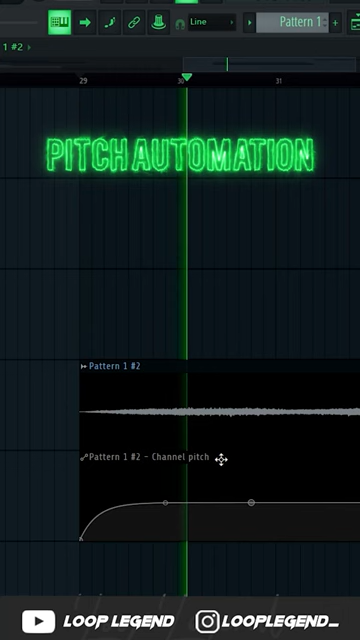 Line
Pattern 1
1 #2
29
30
31
PITCH AUTOMATION
Pattern 1 #2
Pattern 1 #2 - Channel pitch
LOOP LEGEND
LOOPLEGEND_